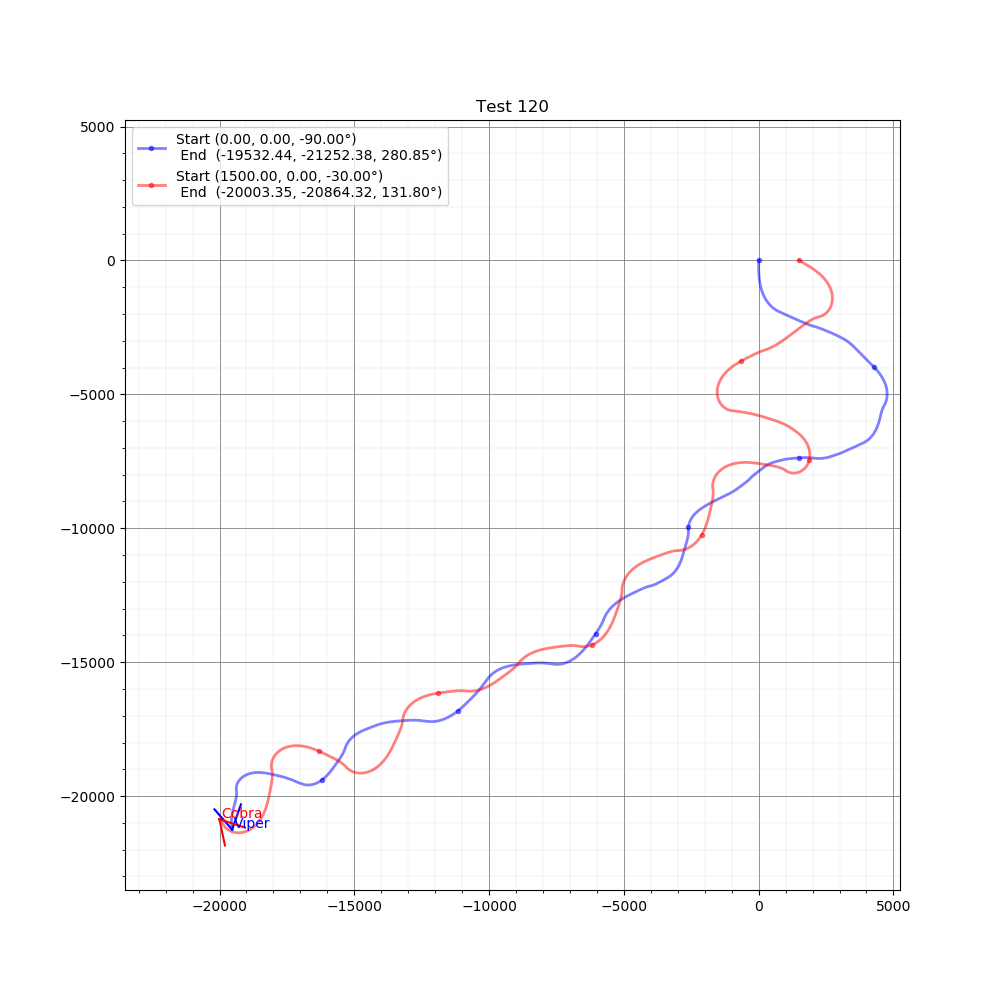 Test 120
Start (0.00, 0.00, -90.00°)
End (-19532.44, -21252.38, 280.85°)
Start (1500.00, 0.00, -30.00°)
End (-20003.35, -20864.32, 131.80°)
5000
0
−5000
−10000
−15000
−20000
Cobra
Viper
−20000
−15000
−10000
−5000
0
5000